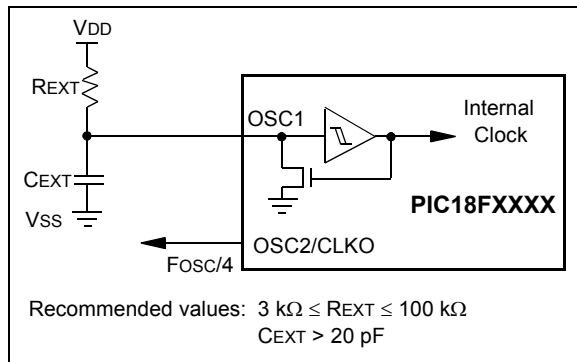 VDD
REXT
OSC1
Internal
Clock
CEXT
PIC18FXXXX
VSS
OSC2/CLKO
FOSC/4
Recommended values: 3 kΩ ≤ REXT ≤ 100 kΩ
CEXT > 20 pF